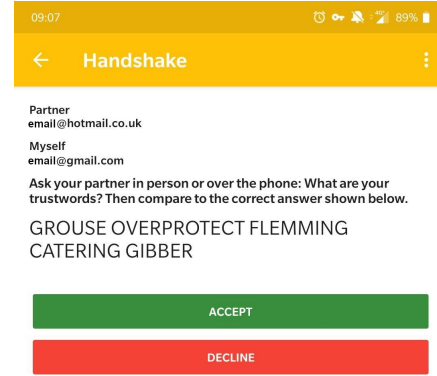 09:07 4G+ 89%
Handshake
Partner
email@hotmail.co.uk
Myself
email@gmail.com
Ask your partner in person or over the phone: What are your
trustwords? Then compare to the correct answer shown below.
GROUSE OVERPROTECT FLEMMING
CATERING GIBBER
ACCEPT
DECLINE